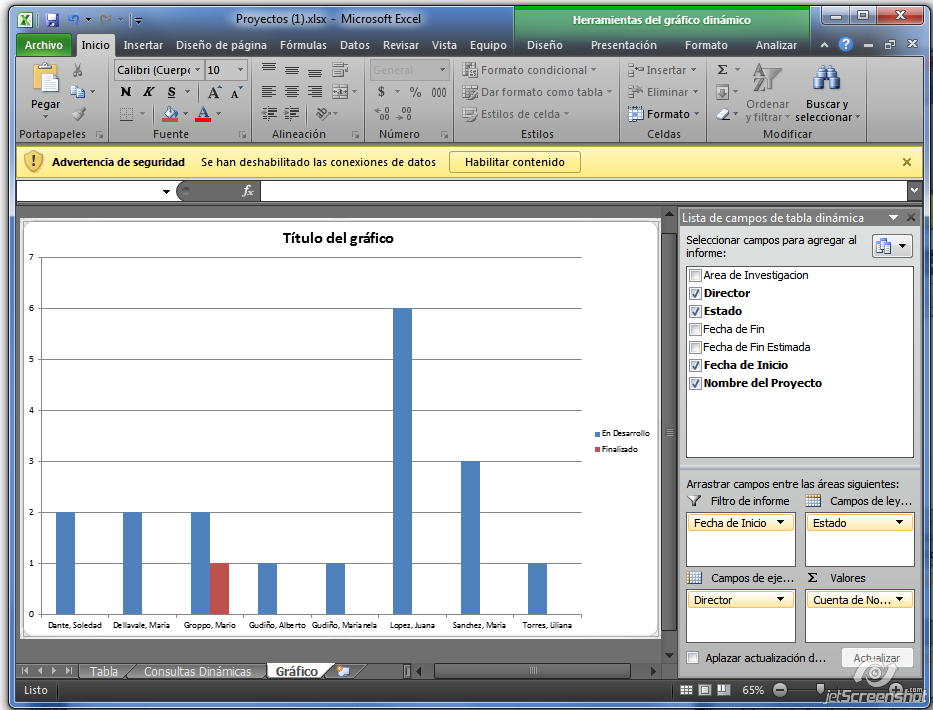 Proyectos (1).xlsx - Microsoft Excel
Herramientas del gráfico dinámico
Archivo Inicio Insertar Diseño de página Fórmulas Datos Revisar Vista Equipo Diseño Presentación Formato Analizar
Pegar
Portapapeles
Calibri (Cuerpo 10
N K S A A
A
Fuente
Alineación
General
$ % 000
Número
Formato condicional
Dar formato como tabla
Estilos de celda
Estilos
Insertar
Eliminar
Formato
Celdas
Σ
Ordenar
y filtrar
Buscar y
seleccionar
Modificar
Advertencia de seguridad Se han deshabilitado las conexiones de datos Habilitar contenido
fx
Título del gráfico
7
6
5
4
3
2
1
0
Dante, Soledad Dellavale, Maria Groppo, Mario Gudiño, Alberto Gudiño, Marianela Lopez, Juana Sanchez, Maria Torres, Liliana
En Desarrollo
Finalizado
Lista de campos de tabla dinámica
Seleccionar campos para agregar al
informe:
Area de Investigacion
Director
Estado
Fecha de Fin
Fecha de Fin Estimada
Fecha de Inicio
Nombre del Proyecto
Arrastrar campos entre las áreas siguientes:
Filtro de informe Campos de ley...
Fecha de Inicio Estado
Campos de eje... Σ Valores
Director Cuenta de No...
Aplazar actualización d... Actualizar
Tabla Consultas Dinámicas Gráfico
Listo 65%
jetScreenshot
.com